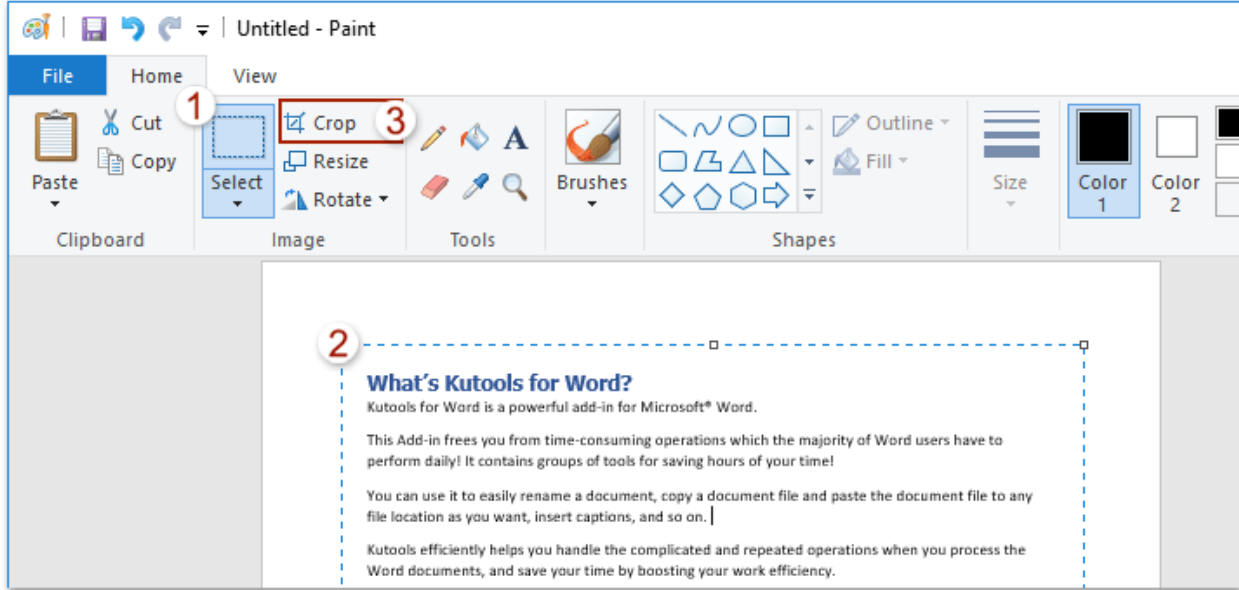 Untitled - Paint
File Home View
1
Cut
Crop 3
Copy
Resize
Paste
Select
Rotate
Brushes
Outline
Fill
Size
Color 1
Color 2
Clipboard Image Tools Shapes
A
2
What's Kutools for Word?
Kutools for Word is a powerful add-in for Microsoft® Word.
This Add-in frees you from time-consuming operations which the majority of Word users have to
perform daily! It contains groups of tools for saving hours of your time!
You can use it to easily rename a document, copy a document file and paste the document file to any
file location as you want, insert captions, and so on.
Kutools efficiently helps you handle the complicated and repeated operations when you process the
Word documents, and save your time by boosting your work efficiency.